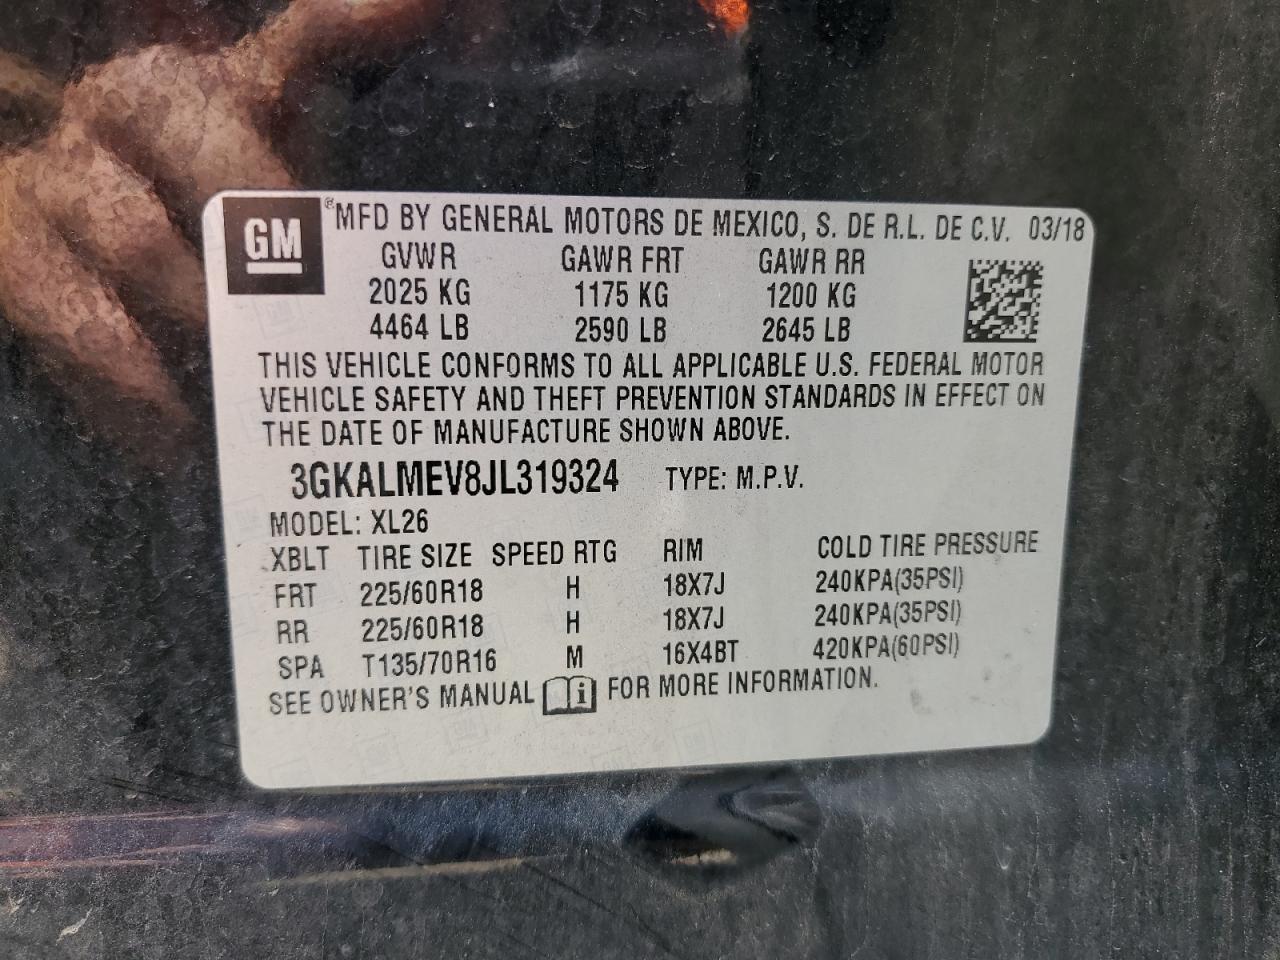 GM ® MFD BY GENERAL MOTORS DE MEXICO, S. DE R.L. DE C.V. 03/18
GVWR GAWR FRT GAWR RR
2025 KG 1175 KG 1200 KG
4464 LB 2590 LB 2645 LB
THIS VEHICLE CONFORMS TO ALL APPLICABLE U.S. FEDERAL MOTOR
VEHICLE SAFETY AND THEFT PREVENTION STANDARDS IN EFFECT ON
THE DATE OF MANUFACTURE SHOWN ABOVE.
3GKALMEV8JL319324 TYPE: M.P.V.
MODEL: XL26
XBLT TIRE SIZE SPEED RTG RIM COLD TIRE PRESSURE
FRT 225/60R18 H 18X7J 240KPA(35PSI)
RR 225/60R18 H 18X7J 240KPA(35PSI)
SPA T135/70R16 M 16X4BT 420KPA(60PSI)
SEE OWNER'S MANUAL i FOR MORE INFORMATION.